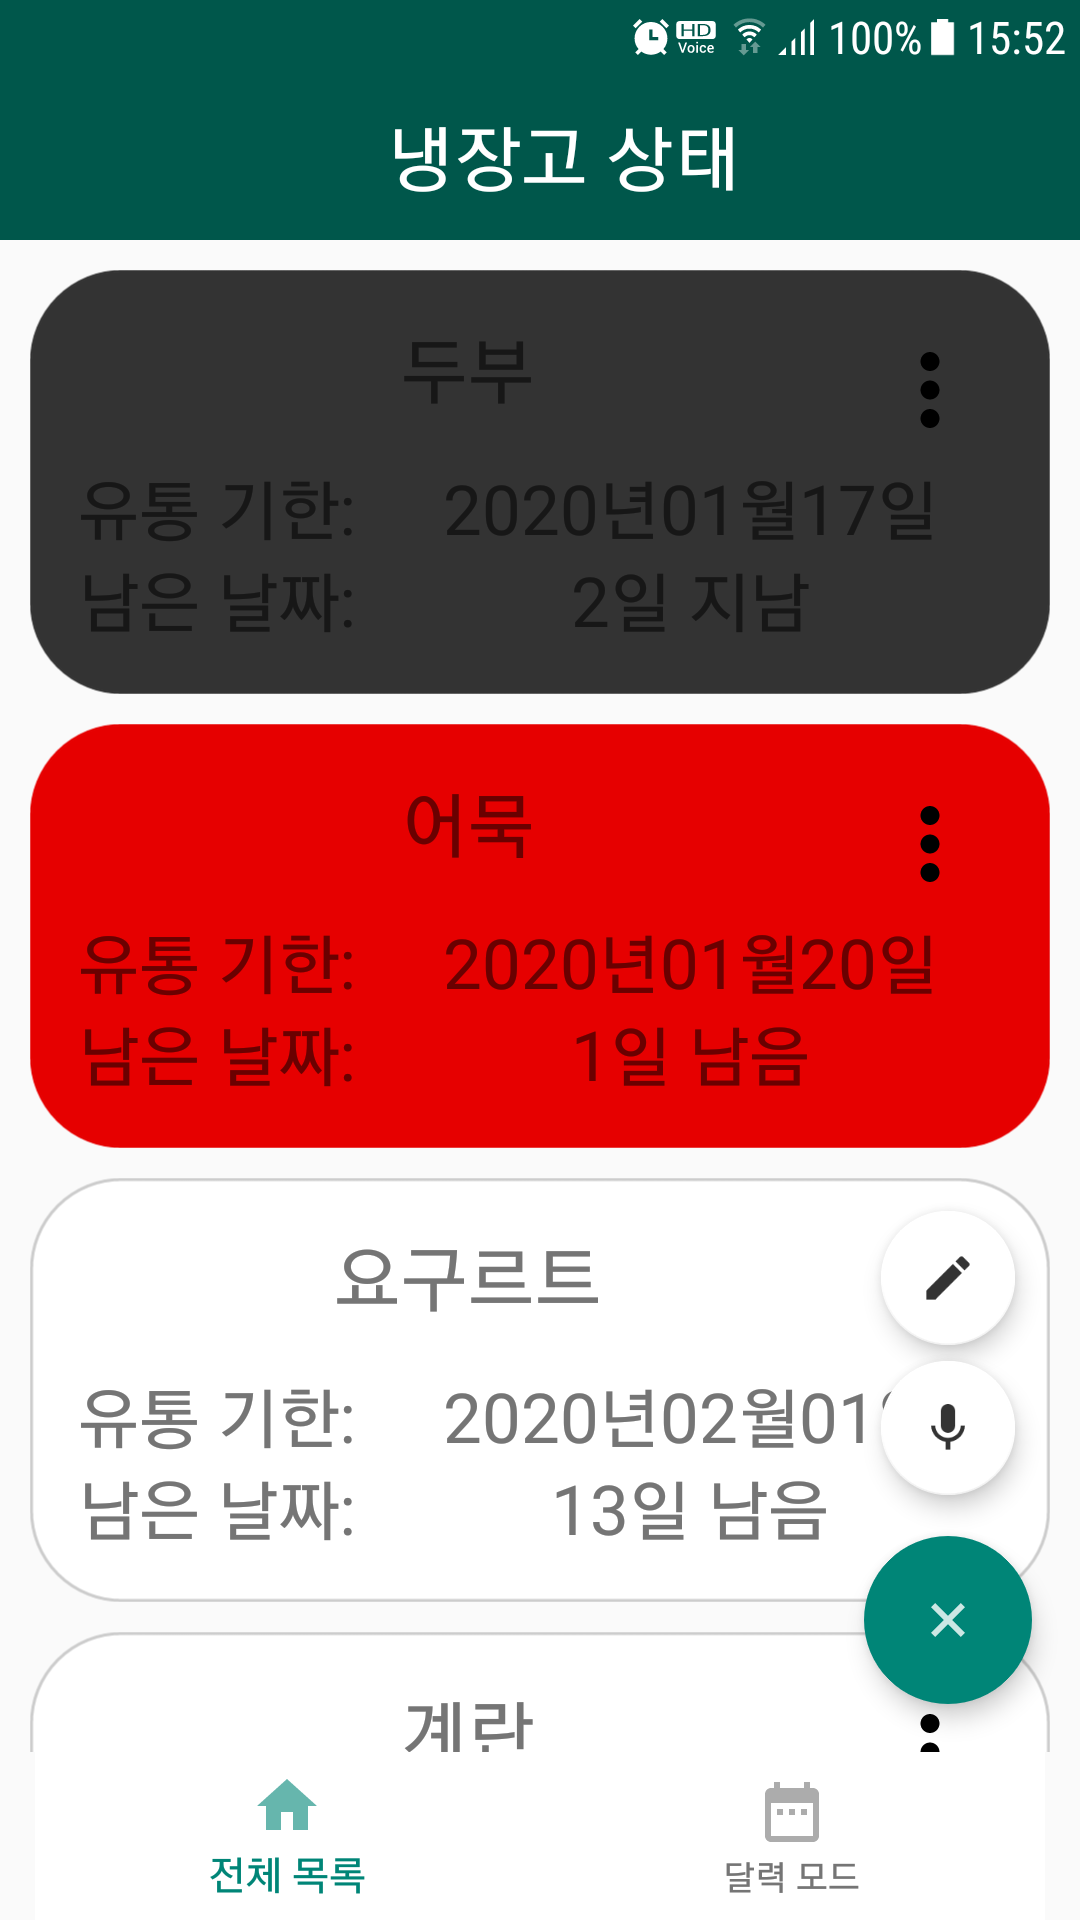 HD Voice 100% 15:52
냉장고 상태
두부
유통 기한: 2020년01월17일
남은 날짜: 2일 지남
어묵
유통 기한: 2020년01월20일
남은 날짜: 1일 남음
요구르트
유통 기한: 2020년02월01
남은 날짜: 13일 남음
계란
전체 목록 달력 모드